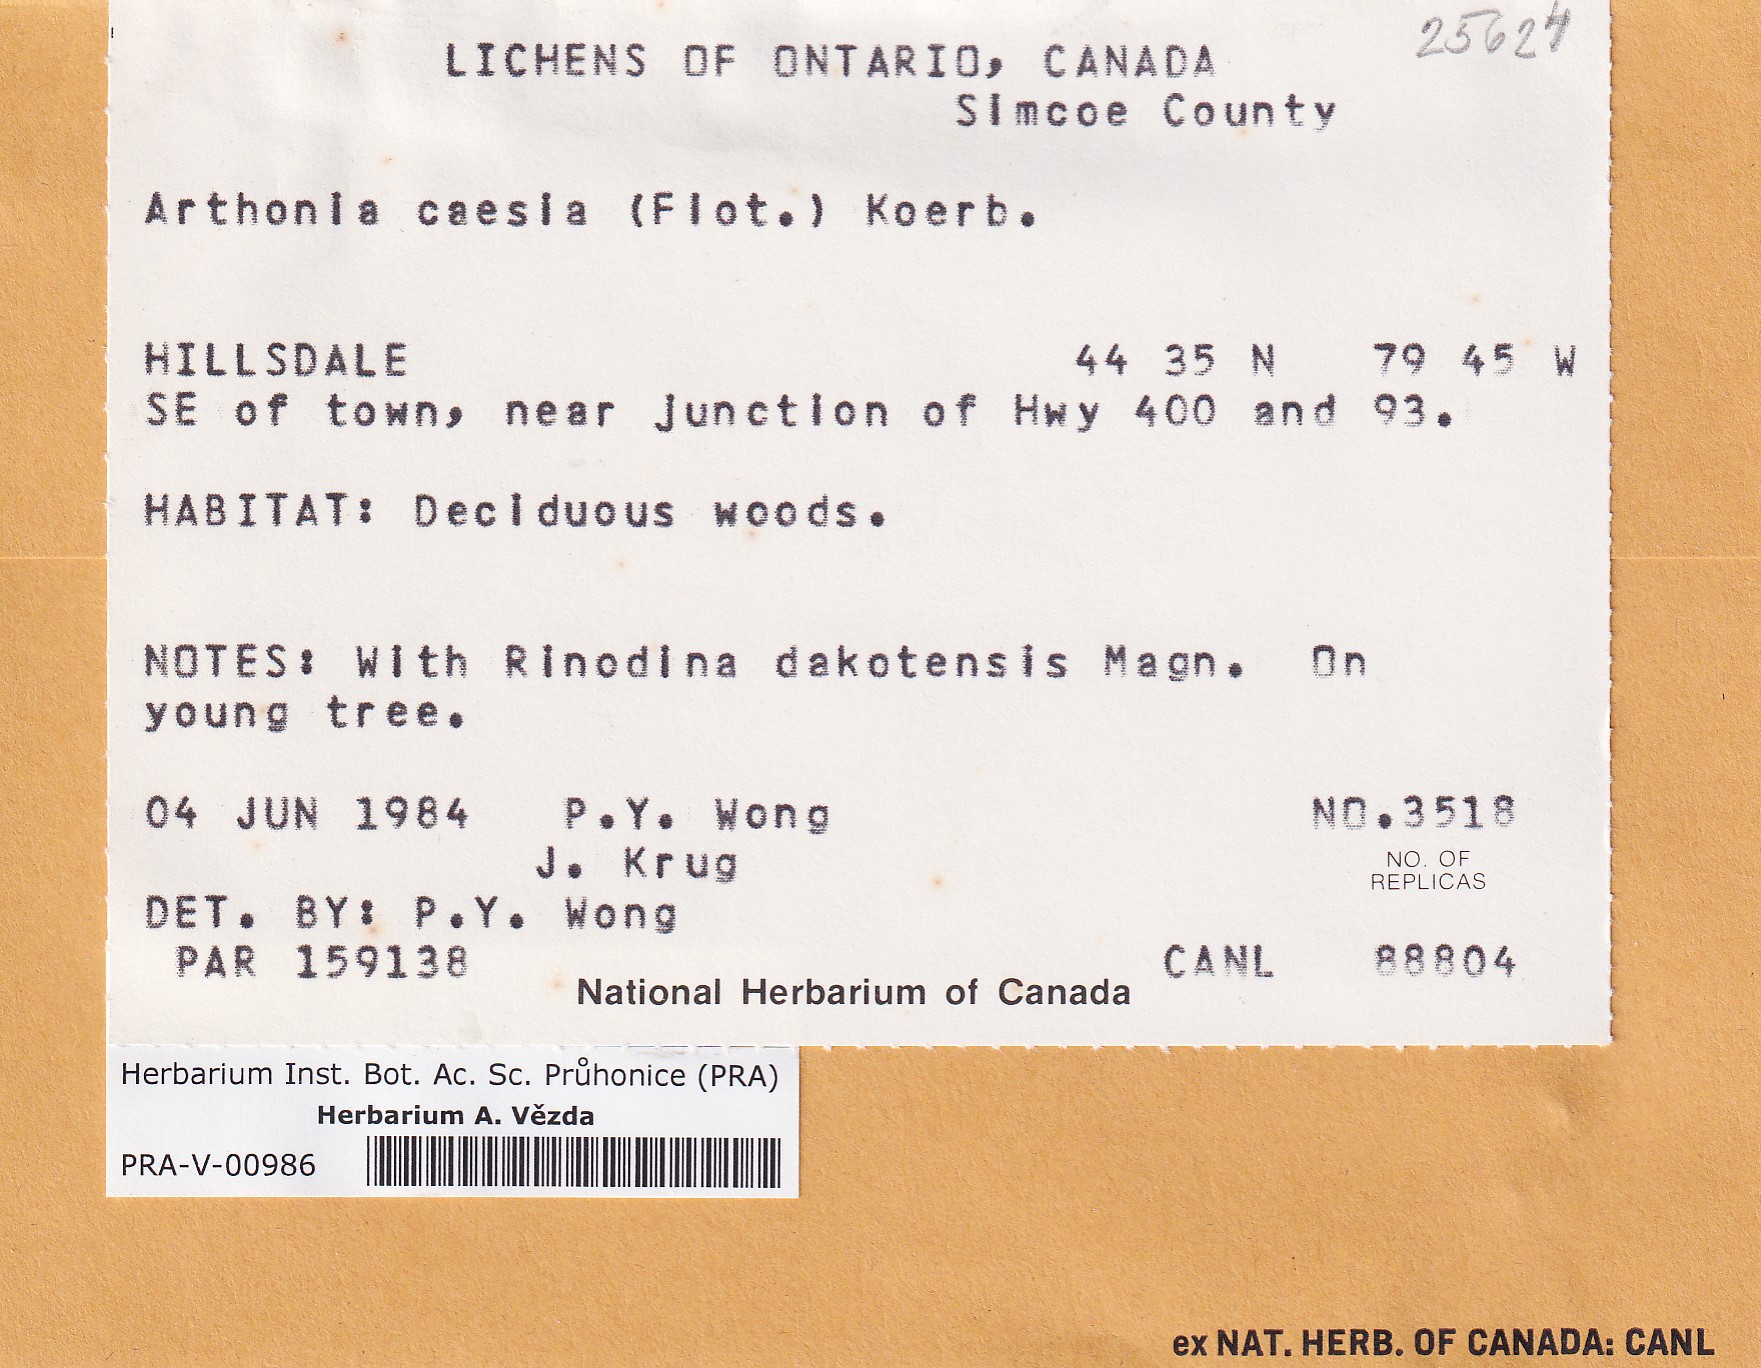 25624
LICHENS OF ONTARIO, CANADA
Simcoe County
Arthonia caesia (Flot.) Koerb.
HILLSDALE 44 35 N 79 45 W
SE of town, near junction of Hwy 400 and 93.
HABITAT: Deciduous woods.
NOTES: With Rinodina dakotensis Magn. On
young tree.
04 JUN 1984 P.Y. Wong NO.3518
J. Krug
NO. OF
REPLICAS
DET. BY: P.Y. Wong
PAR 159138 CANL 88804
National Herbarium of Canada
Herbarium Inst. Bot. Ac. Sc. Průhonice (PRA)
Herbarium A. Vězda
PRA-V-00986
ex NAT. HERB. OF CANADA: CANL